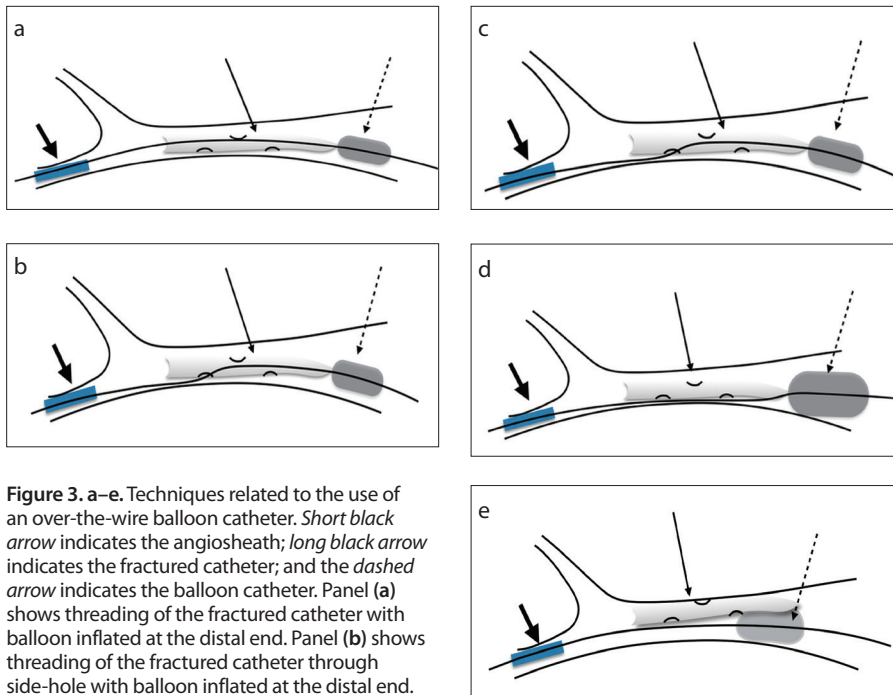 a
b
c
d
e
Figure 3. a–e. Techniques related to the use of
an over-the-wire balloon catheter. Short black
arrow indicates the angiosheath; long black arrow
indicates the fractured catheter; and the dashed
arrow indicates the balloon catheter. Panel (a)
shows threading of the fractured catheter with
balloon inflated at the distal end. Panel (b) shows
threading of the fractured catheter through
side-hole with balloon inflated at the distal end.